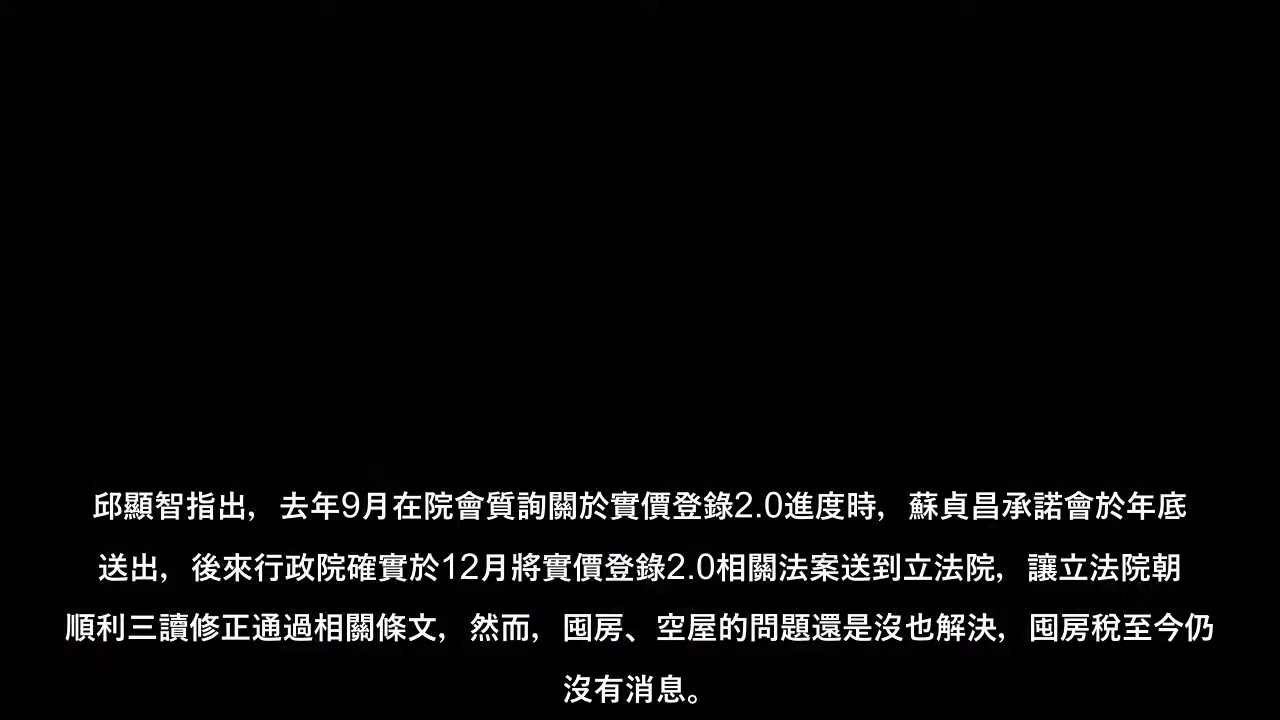 邱顯智指出，去年9月在院會質詢關於實價登錄2.0進度時，蘇貞昌承諾會於年底
送出，後來行政院確實於12月將實價登錄2.0相關法案送到立法院，讓立法院朝
順利三讀修正通過相關條文，然而，囤房、空屋的問題還是沒也解決，囤房稅至今仍
沒有消息。